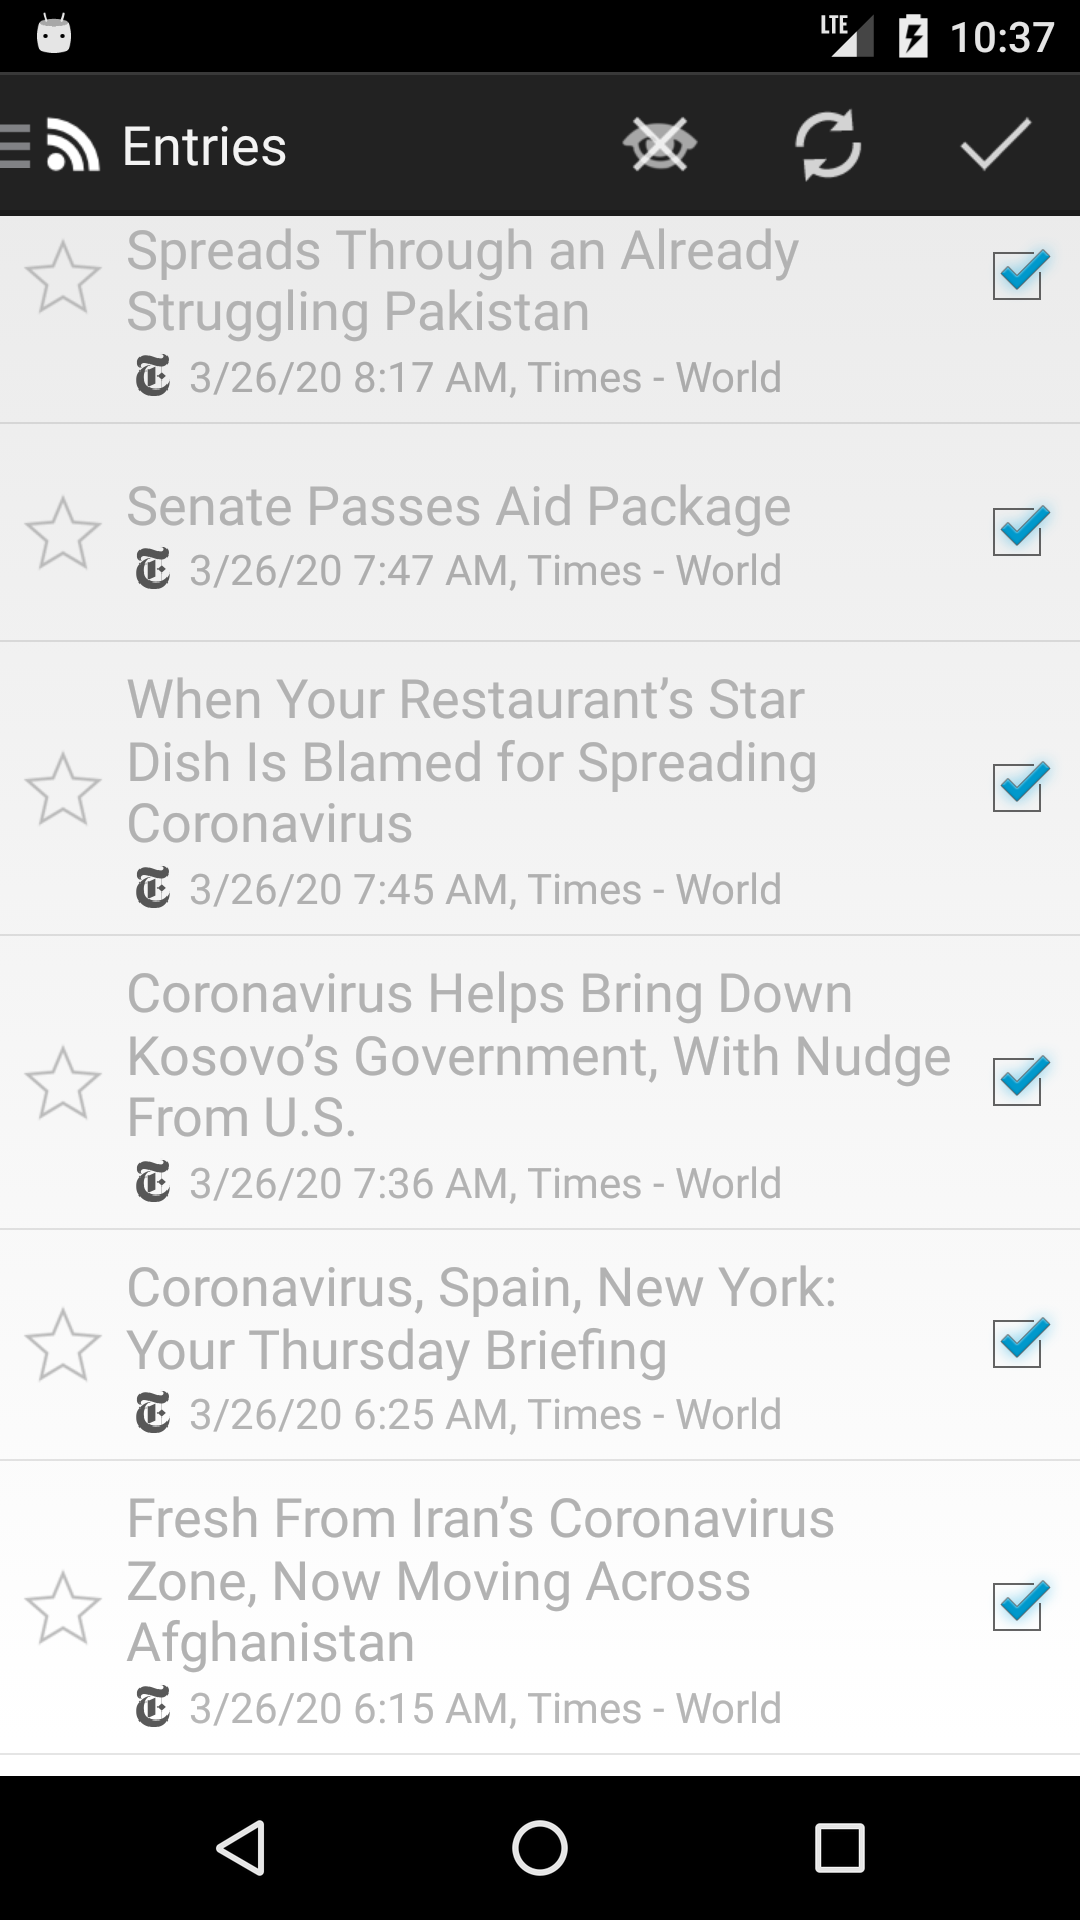 LTE 10:37
Entries
Spreads Through an Already
Struggling Pakistan
3/26/20 8:17 AM, Times - World
Senate Passes Aid Package
3/26/20 7:47 AM, Times - World
When Your Restaurant’s Star
Dish Is Blamed for Spreading
Coronavirus
3/26/20 7:45 AM, Times - World
Coronavirus Helps Bring Down
Kosovo’s Government, With Nudge
From U.S.
3/26/20 7:36 AM, Times - World
Coronavirus, Spain, New York:
Your Thursday Briefing
3/26/20 6:25 AM, Times - World
Fresh From Iran’s Coronavirus
Zone, Now Moving Across
Afghanistan
3/26/20 6:15 AM, Times - World